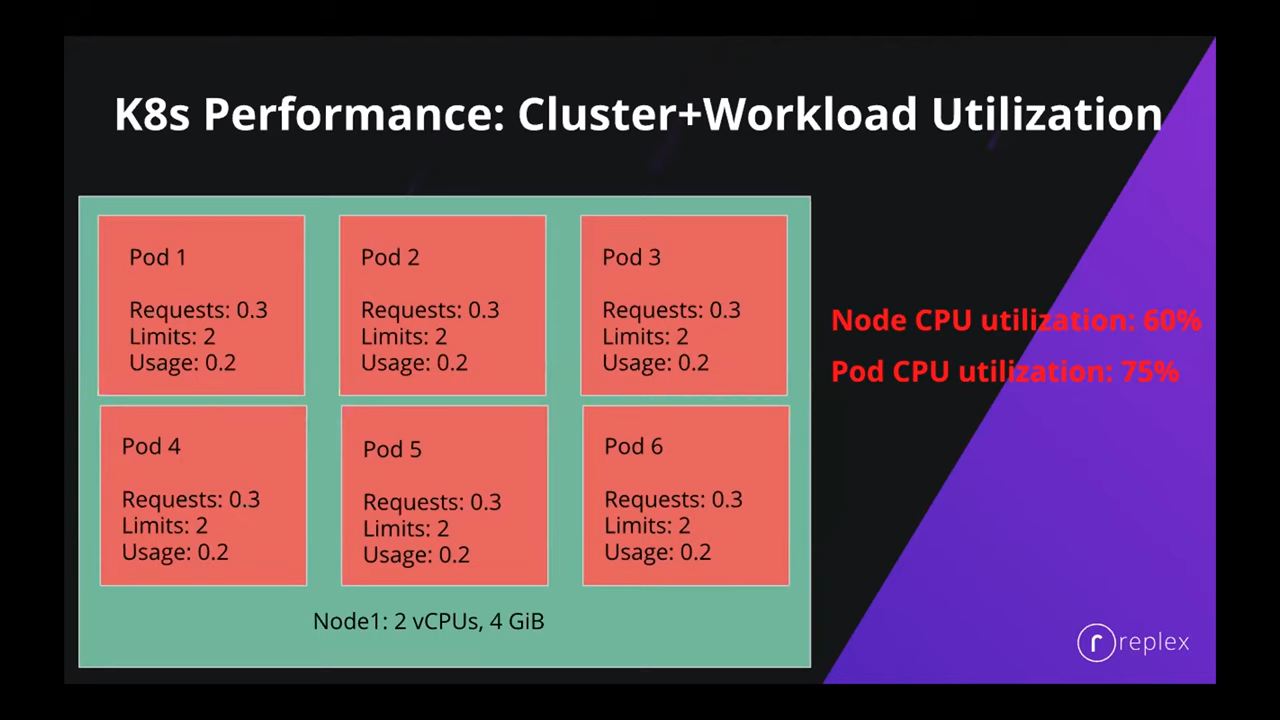 K8s Performance: Cluster+Workload Utilization
Pod 1
Requests: 0.3
Limits: 2
Usage: 0.2
Pod 2
Requests: 0.3
Limits: 2
Usage: 0.2
Pod 3
Requests: 0.3
Limits: 2
Usage: 0.2
Node CPU utilization: 60%
Pod CPU utilization: 75%
Pod 4
Requests: 0.3
Limits: 2
Usage: 0.2
Pod 5
Requests: 0.3
Limits: 2
Usage: 0.2
Pod 6
Requests: 0.3
Limits: 2
Usage: 0.2
Node1: 2 vCPUs, 4 GiB
r replex